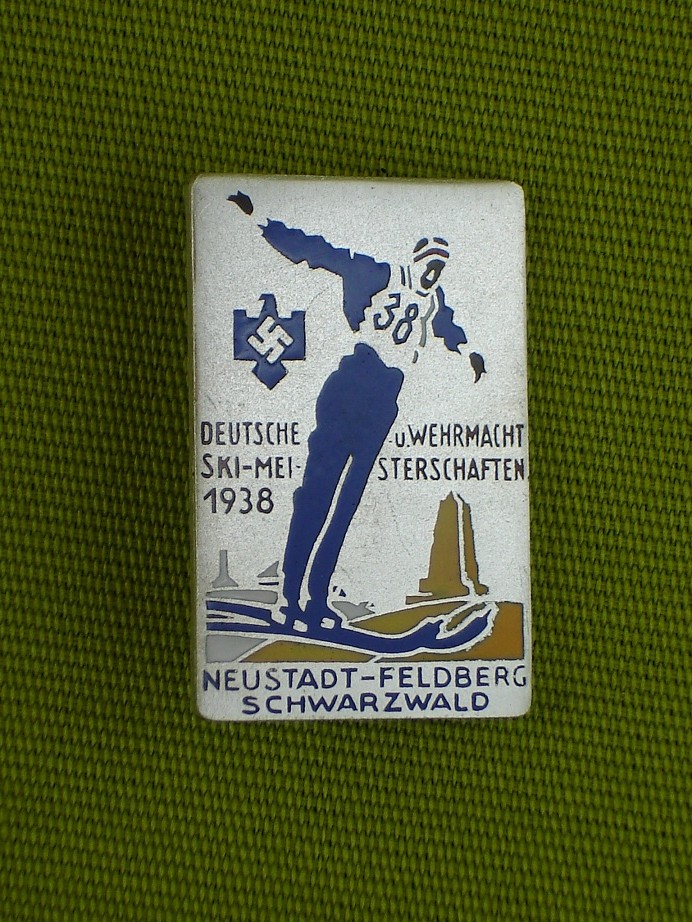 38
DEUTSCHE u. WEHRMACHT
SKI-MEI- STERSCHAFTEN
1938
NEUSTADT-FELDBERG
SCHWARZWALD